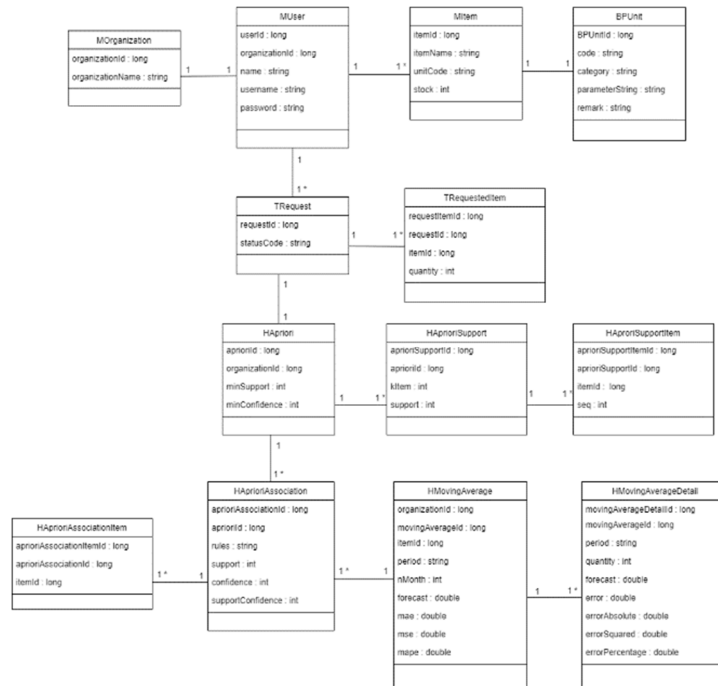 MOrganization
organizationId : long
organizationName : string
1
1
MUser
userId : long
organizationId : long
name : string
username : string
password : string
1
1*
MItem
itemId : long
itemName : string
unitCode : string
stock : int
1
1
BPUnit
BPUnitId : long
code : string
category : string
parameterString : string
remark : string
1
1 *
TRequest
requestId : long
statusCode : string
1
1*
TRequestedItem
requestItemId : long
requestId : long
itemId : long
quantity : int
1
1
HApriori
aprioriId : long
organizationId : long
minSupport : int
minConfidence : int
1
1*
HAprioriSupport
aprioriSupportId : long
aprioriId : long
kItem : int
support : int
1
1 *
HAprioriSupportItem
aprioriSupportItemId : long
aprioriSupportId : long
itemId : long
seq : int
1
1*
HAprioriAssociationItem
aprioriAssociationItemId : long
aprioriAssociationId : long
itemId : long
1*
1
HAprioriAssociation
aprioriAssociationId : long
aprioriId : long
rules : string
support : int
confidence : int
supportConfidence : int
1*
1
HMovingAverage
organizationId : long
movingAverageId : long
itemId : long
period : string
nMonth : int
forecast : double
mae : double
mse : double
mape : double
1
1*
HMovingAverageDetail
movingAverageDetailId : long
movingAverageId : long
period : string
quantity : int
forecast : double
error : double
errorAbsolute : double
errorSquared : double
errorPercentage : double